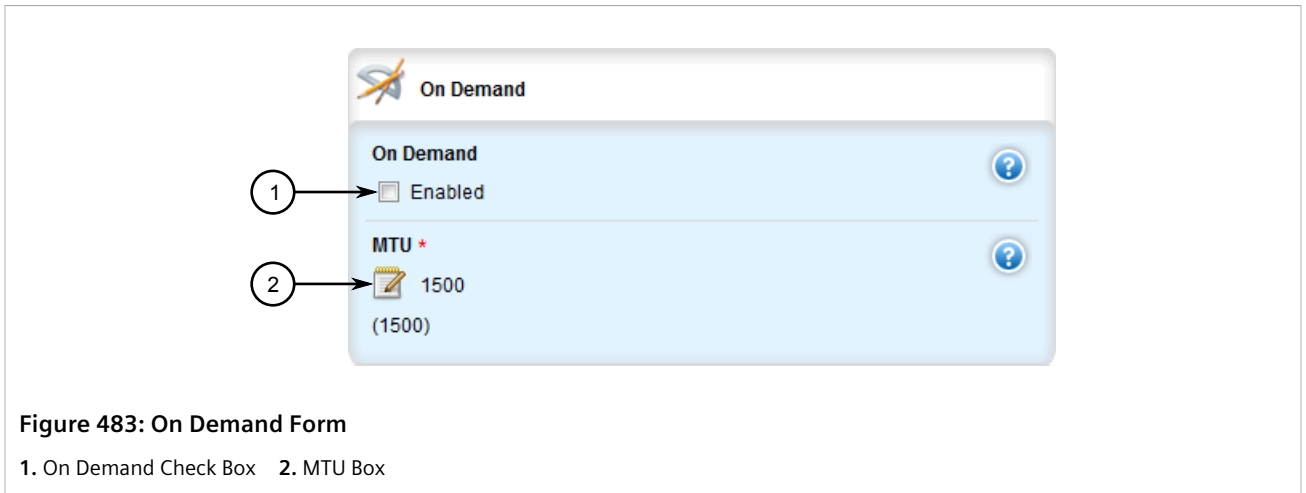 On Demand
On Demand
?
1
Enabled
MTU *
?
2
1500
(1500)
Figure 483: On Demand Form
1. On Demand Check Box 2. MTU Box